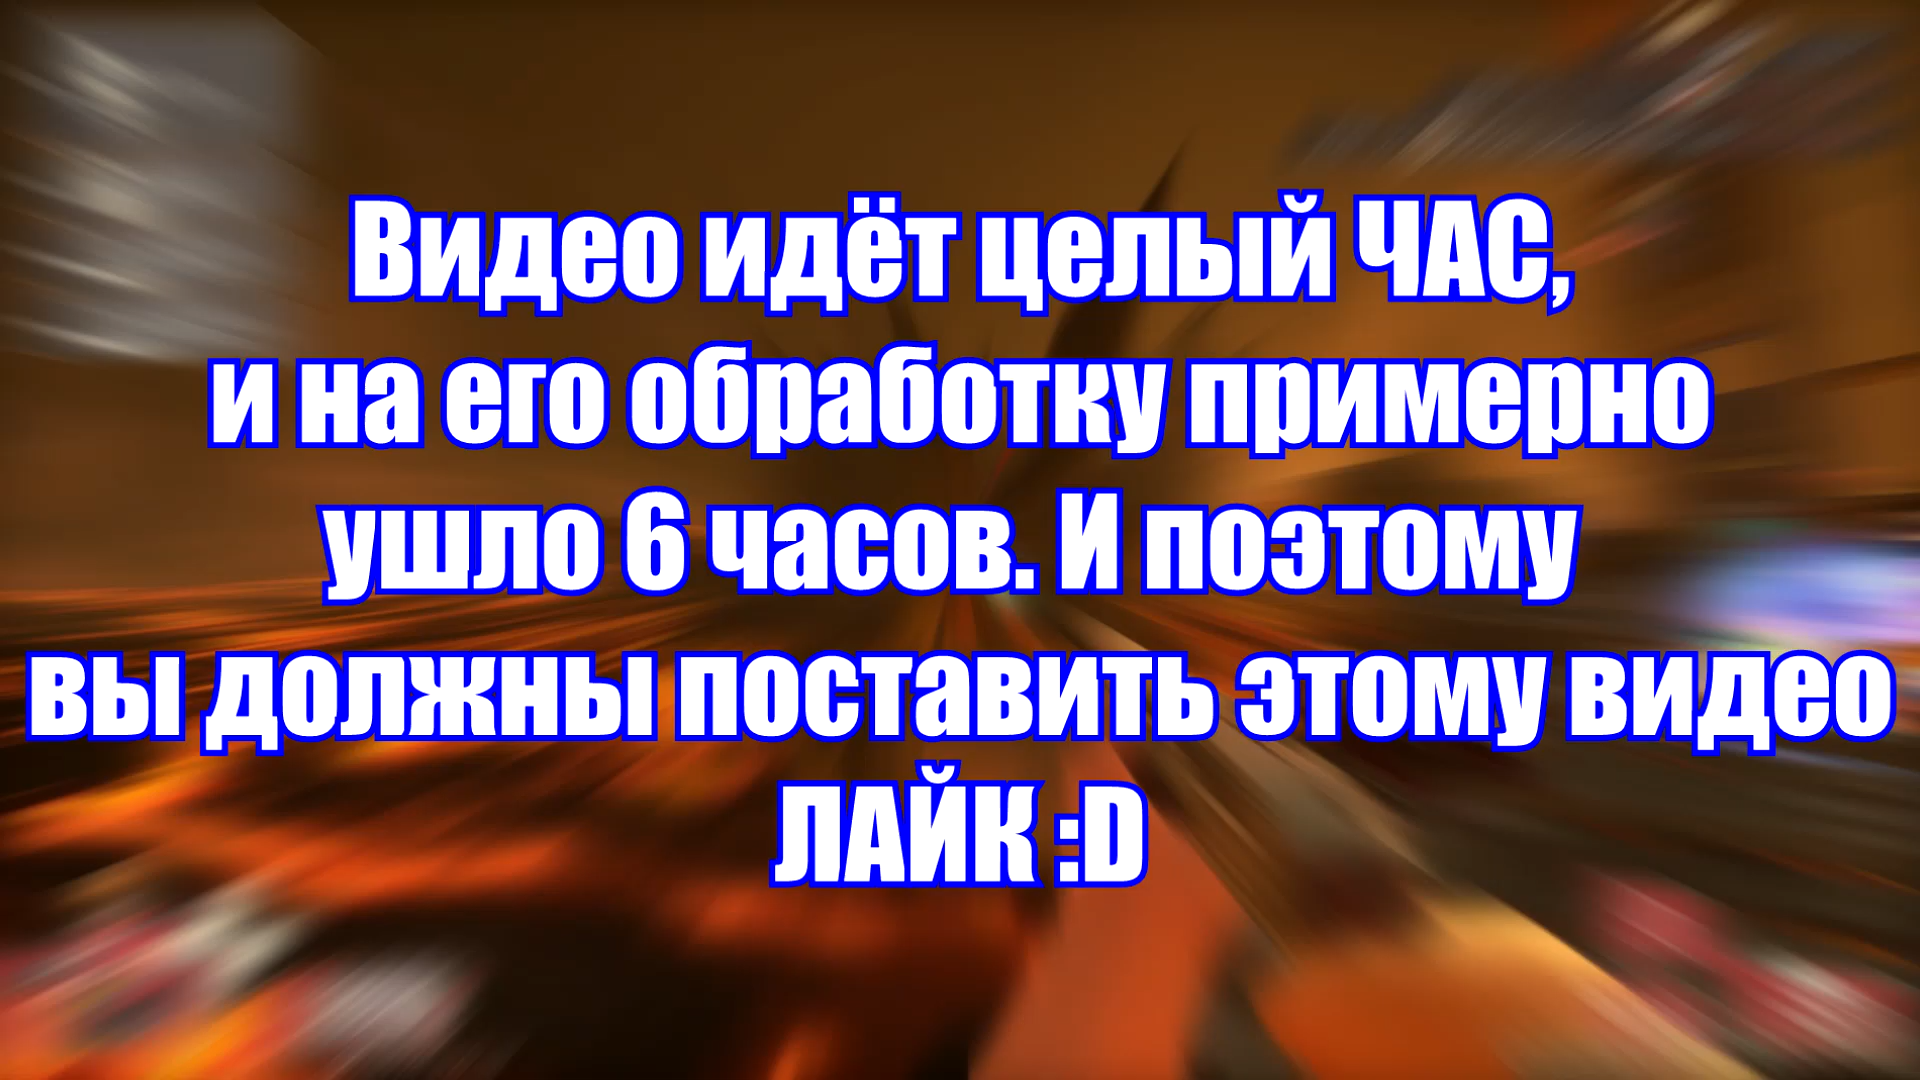 Видео идёт целый ЧАС,
и на его обработку примерно
ушло 6 часов. И поэтому
вы должны поставить этому видео
ЛАЙК :D